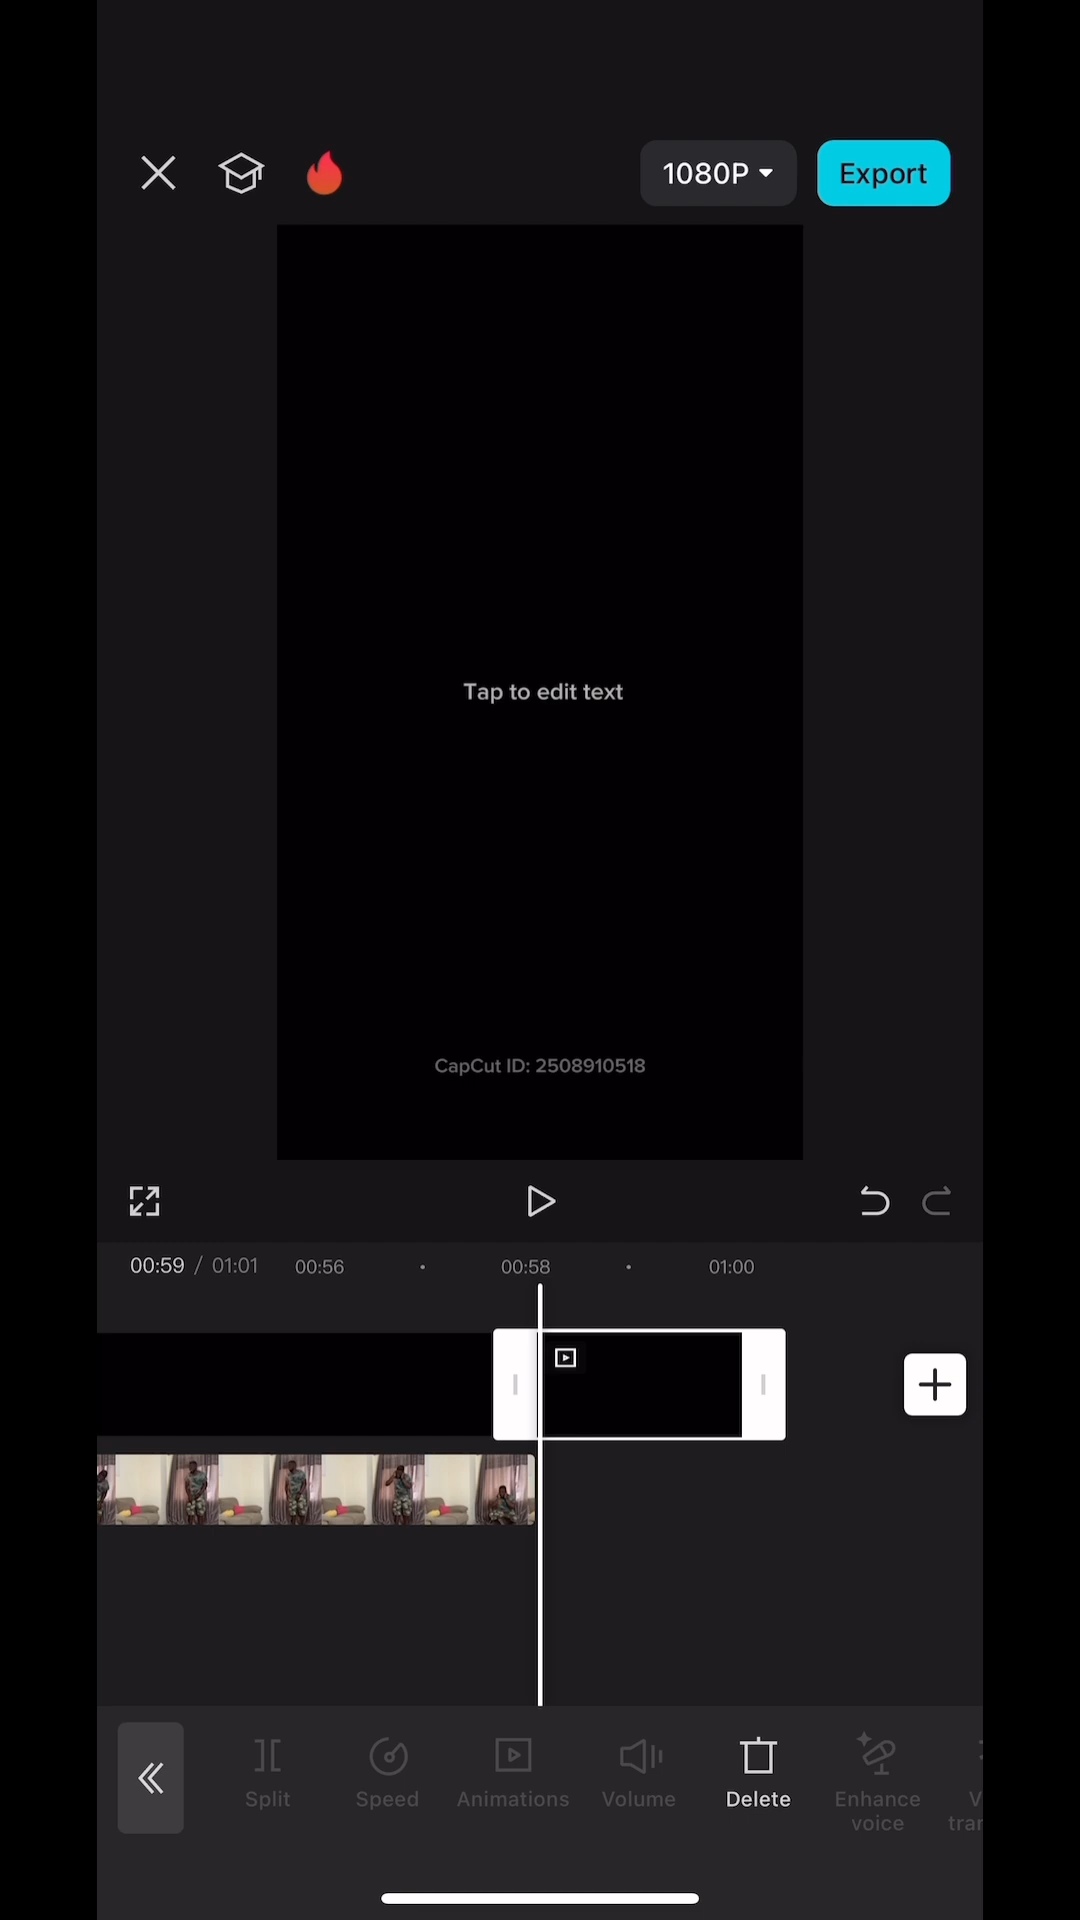 1080P
Export
Tap to edit text
CapCut ID: 2508910518
00:59 / 01:01 00:56 00:58 01:00
Split Speed Animations Volume Delete Enhance voice